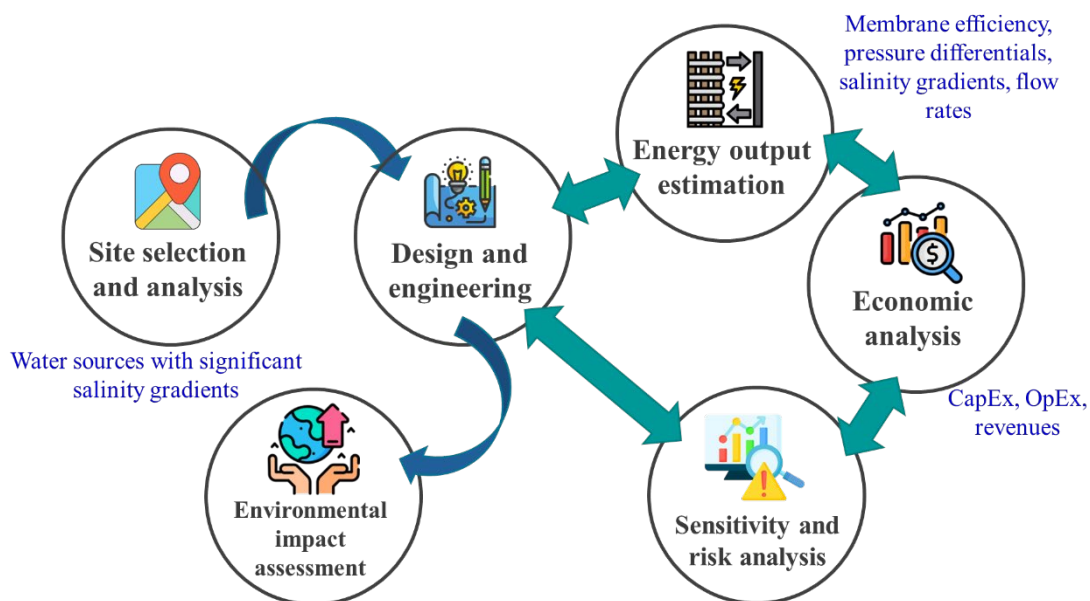 Membrane efficiency,
pressure differentials,
salinity gradients, flow
rates
Energy output
estimation
Site selection
and analysis
Design and
engineering
Economic
analysis
Water sources with significant
salinity gradients
CapEx, OpEx,
revenues
$
Environmental
impact
assessment
Sensitivity and
risk analysis